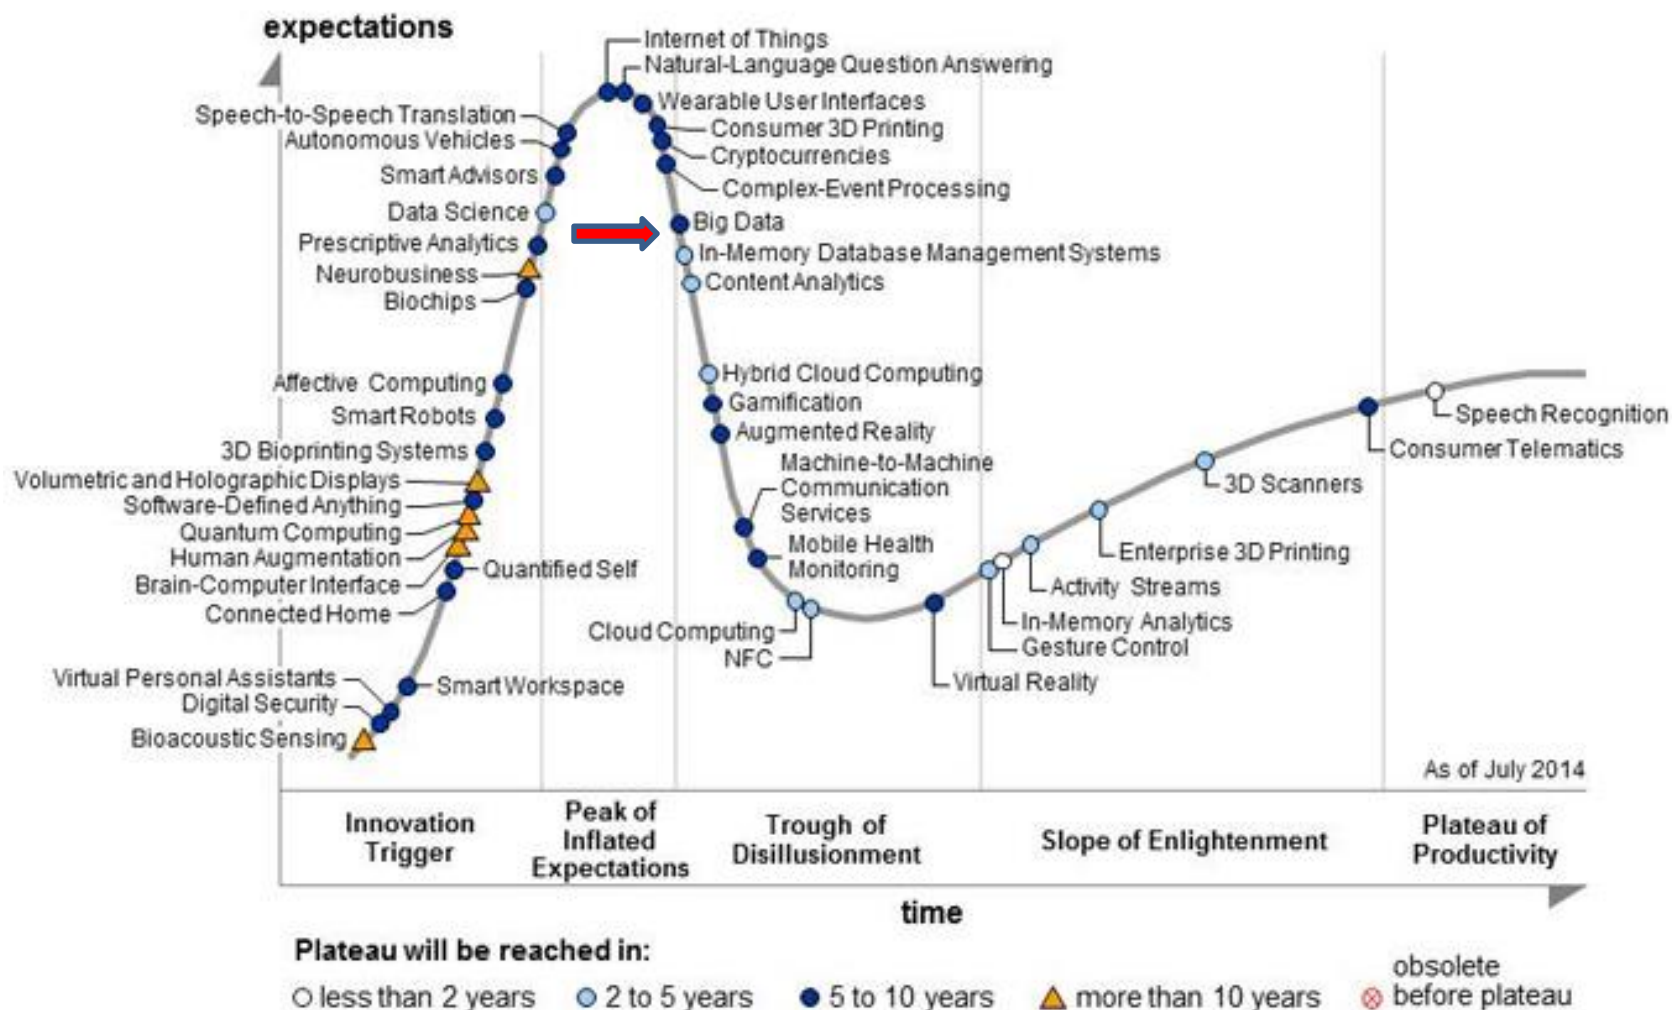 expectations
Internet of Things
Natural-Language Question Answering
Wearable User Interfaces
Consumer 3D Printing
Cryptocurrencies
Complex-Event Processing
Big Data
In-Memory Database Management Systems
Content Analytics
Speech-to-Speech Translation
Autonomous Vehicles
Smart Advisors
Data Science
Prescriptive Analytics
Neurobusiness
Biochips
Affective Computing
Smart Robots
3D Bioprinting Systems
Volumetric and Holographic Displays
Software-Defined Anything
Quantum Computing
Human Augmentation
Brain-Computer Interface
Connected Home
Quantified Self
Virtual Personal Assistants
Digital Security
Bioacoustic Sensing
Smart Workspace
Hybrid Cloud Computing
Gamification
Augmented Reality
Machine-to-Machine
Communication
Services
Mobile Health
Monitoring
Cloud Computing
NFC
Virtual Reality
Gesture Control
In-Memory Analytics
Activity Streams
Enterprise 3D Printing
3D Scanners
Consumer Telematics
Speech Recognition
As of July 2014
Innovation
Trigger
Peak of
Inflated
Expectations
Trough of
Disillusionment
Slope of Enlightenment
Plateau of
Productivity
time
Plateau will be reached in:
less than 2 years
2 to 5 years
5 to 10 years
more than 10 years
obsolete
before plateau